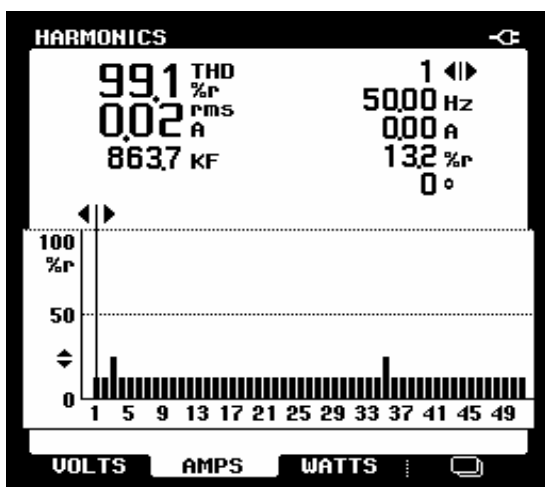 HARMONICS
99.1 THD %r
0.02 rms A
863.7 KF
1
50.00 Hz
0.00 A
13.2 %r
0 °
100
%r
50
0
1 5 9 13 17 21 25 29 33 37 41 45 49
VOLTS AMPS WATTS